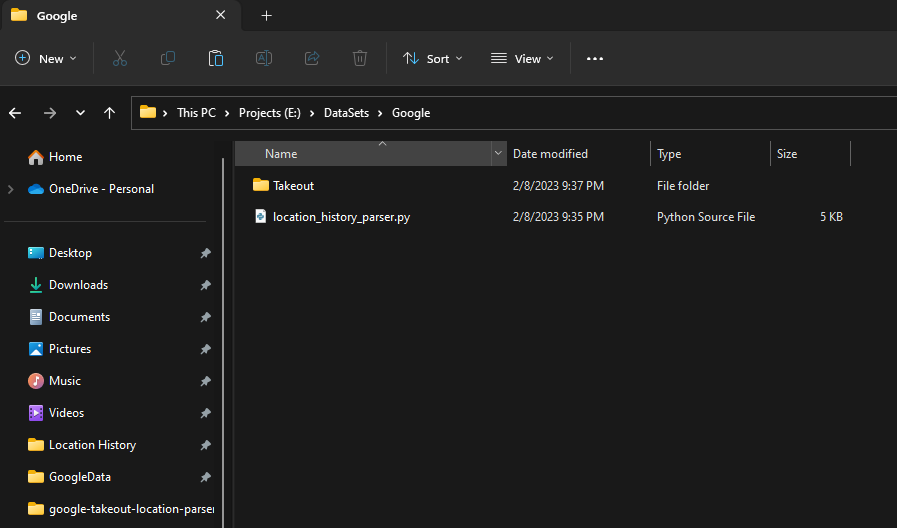 Google
New
Sort
View
This PC > Projects (E:) > DataSets > Google
Home
OneDrive - Personal
Desktop
Downloads
Documents
Pictures
Music
Videos
Location History
GoogleData
google-takeout-location-parser
Name Date modified Type Size
Takeout 2/8/2023 9:37 PM File folder
location_history_parser.py 2/8/2023 9:35 PM Python Source File 5 KB